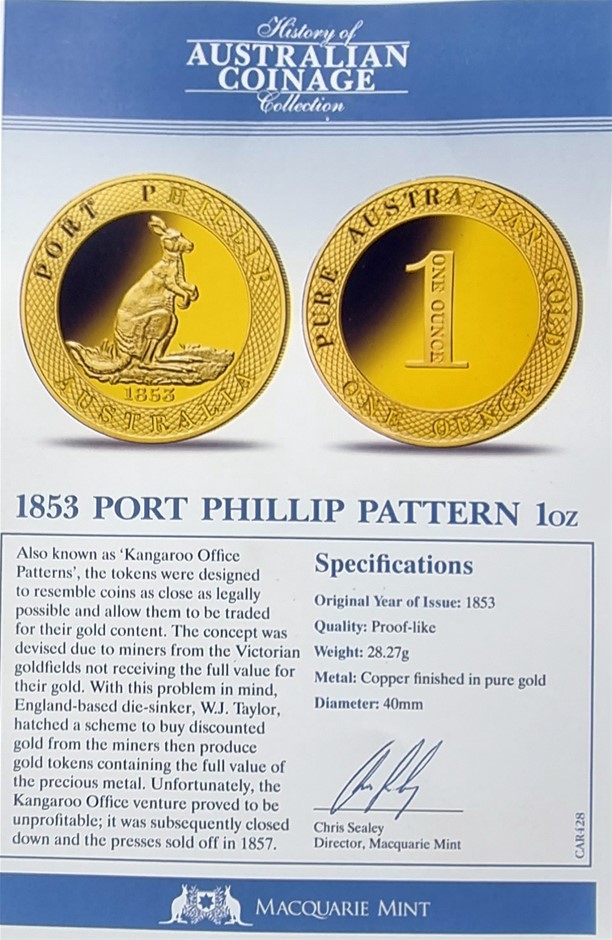 History of
AUSTRALIAN
COINAGE
Collection
PORT PHILLIP
1853
AUSTRALIA
PURE AUSTRALIAN GOLD
1
ONE OUNCE
ONE OUNCE
1853 PORT PHILLIP PATTERN 1oz
Also known as ‘Kangaroo Office
Patterns’, the tokens were designed
to resemble coins as close as legally
possible and allow them to be traded
for their gold content. The concept was
devised due to miners from the Victorian
goldfields not receiving the full value for
their gold. With this problem in mind,
England-based die-sinker, W.J. Taylor,
hatched a scheme to buy discounted
gold from the miners then produce
gold tokens containing the full value of
the precious metal. Unfortunately, the
Kangaroo Office venture proved to be
unprofitable; it was subsequently closed
down and the presses sold off in 1857.
Specifications
Original Year of Issue: 1853
Quality: Proof-like
Weight: 28.27g
Metal: Copper finished in pure gold
Diameter: 40mm
Chris Sealey
Director, Macquarie Mint
CAR428
MACQUARIE MINT